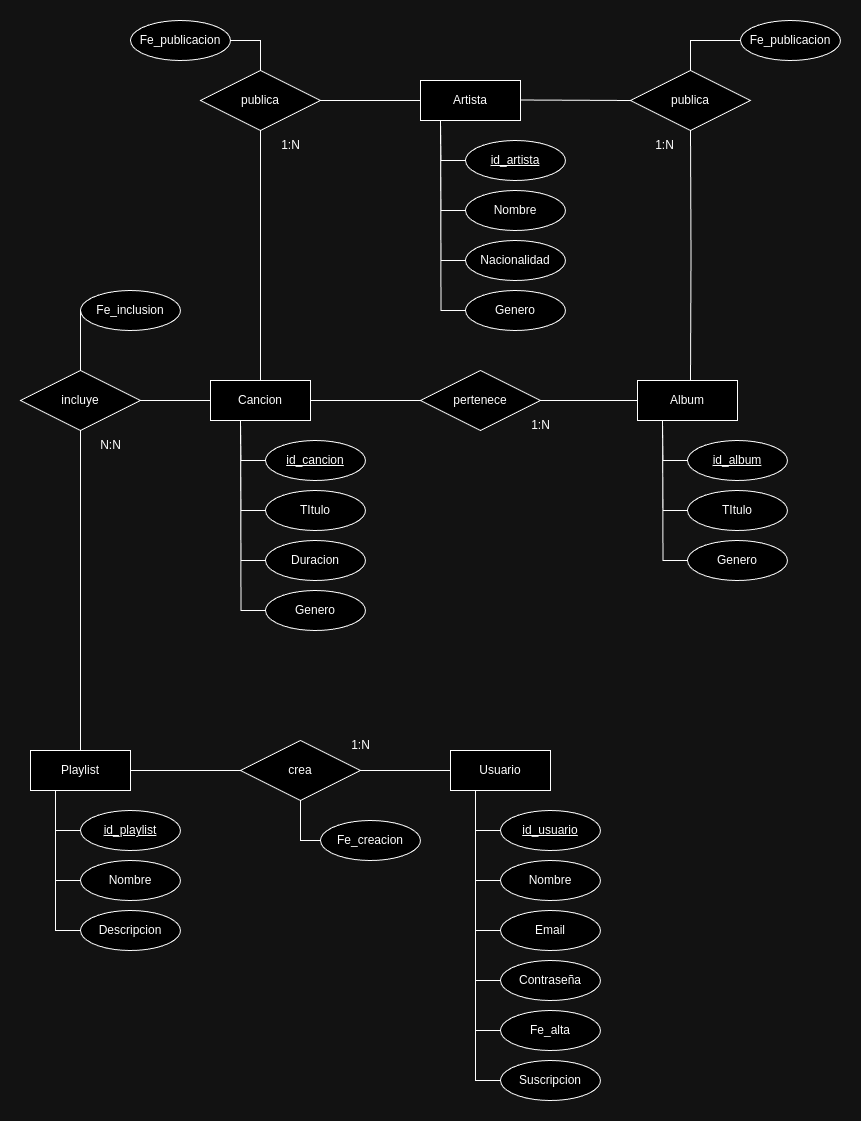 Fe_publicacion
Fe_publicacion
publica
Artista
publica
1:N
1:N
id_artista
Nombre
Nacionalidad
Genero
Fe_inclusion
incluye
Cancion
pertenece
Album
N:N
1:N
id_cancion
TItulo
Duracion
Genero
id_album
TItulo
Genero
1:N
Playlist
crea
Usuario
id_playlist
Nombre
Descripcion
Fe_creacion
id_usuario
Nombre
Email
Contraseña
Fe_alta
Suscripcion